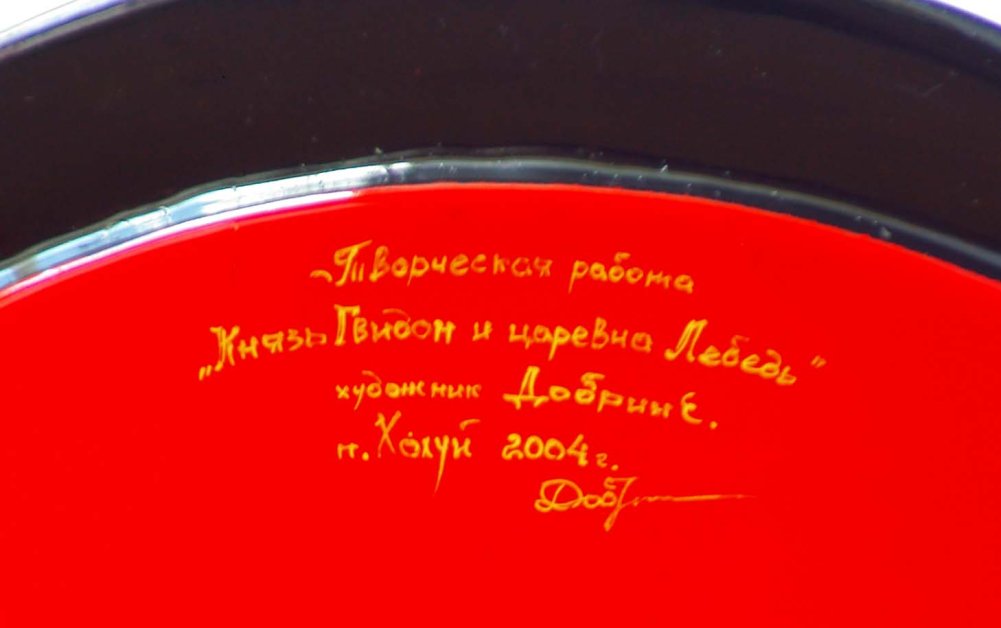 Творческая работа
„Князь Гвидон и царевна Лебедь"
художник Добрин Е.
п. Холуй 2004 г.